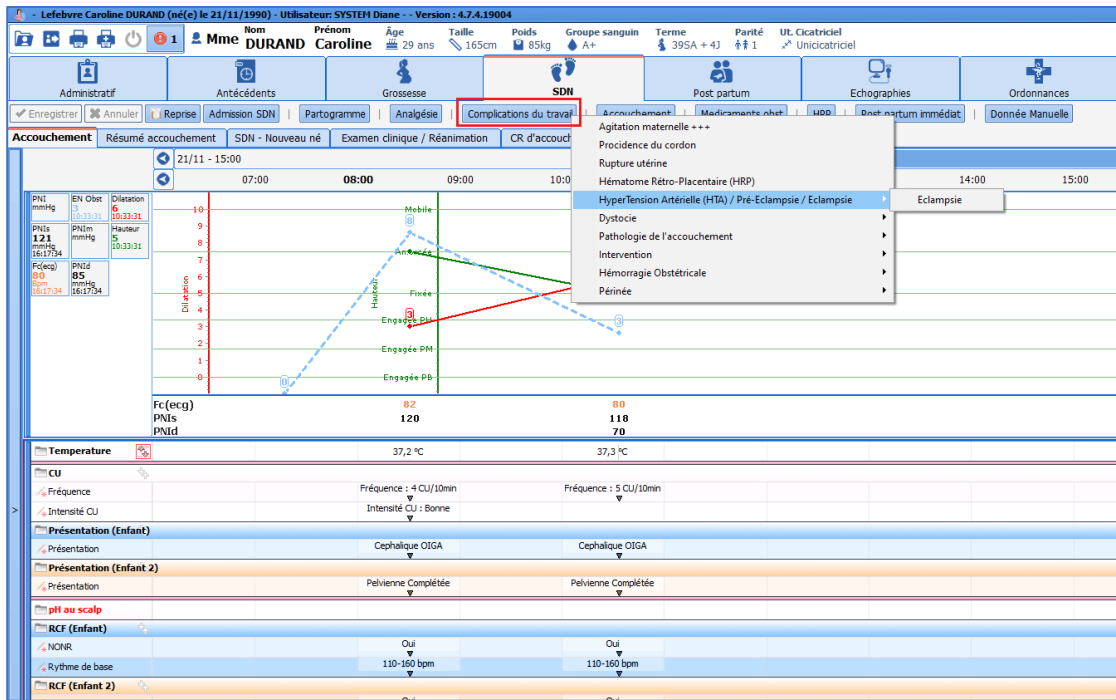 - Lefebvre Caroline DURAND (né(e) le 21/11/1990) - Utilisateur: SYSTEM Diane - - Version : 4.7.4.19004
1 Mme Nom DURAND Prénom Caroline Âge 29 ans Taille 165cm Poids 85kg Groupe sanguin A+ Terme 39SA + 4J Parité 1 Ut. Cicatriciel Unicicatriciel
Administratif Antécédents Grossesse SDN Post partum Echographies Ordonnances
Enregistrer Annuler Reprise Admission SDN | Partogramme | Analgésie | Complications du travail | Accouchement | Medicaments obst | HRP | Post partum immédiat | Donnée Manuelle
Accouchement Résumé accouchement SDN - Nouveau né Examen clinique / Réanimation CR d'accouch
Agitation maternelle +++
Procidence du cordon
Rupture utérine
Hématome Rétro-Placentaire (HRP)
HyperTension Artérielle (HTA) / Pré-Eclampsie / Eclampsie
Eclampsie
Dystocie
Pathologie de l'accouchement
Intervention
Hémorragie Obstétricale
Périnée
21/11 - 15:00
07:00 08:00 09:00 10:0 14:00 15:00
PNI mmHg
EN Obst 3 10:33:31
Dilatation 6 10:33:31
PNIs 121 mmHg 16:17:34
PNIm mmHg
Hauteur 5 10:33:31
Fc(ecg) 80 Bpm 16:17:34
PNId 85 mmHg 16:17:34
Dilatation
10
9
8
7
6
5
4
3
2
1
0
Hauteur
Mobile
Amorcée
Fixée
Engagée PH
Engagée PM
Engagée PB
0
8
3
3
Fc(ecg) 82 80
PNIs 120 118
PNId 70
Temperature 37,2 °C 37,3 °C
CU
Fréquence Fréquence : 4 CU/10min Fréquence : 5 CU/10min
Intensité CU Intensité CU : Bonne
>
Présentation (Enfant)
Présentation Cephalique OIGA Cephalique OIGA
Présentation (Enfant 2)
Présentation Pelvienne Complétée Pelvienne Complétée
pH au scalp
RCF (Enfant)
NONR Oui Oui
Rythme de base 110-160 bpm 110-160 bpm
RCF (Enfant 2)